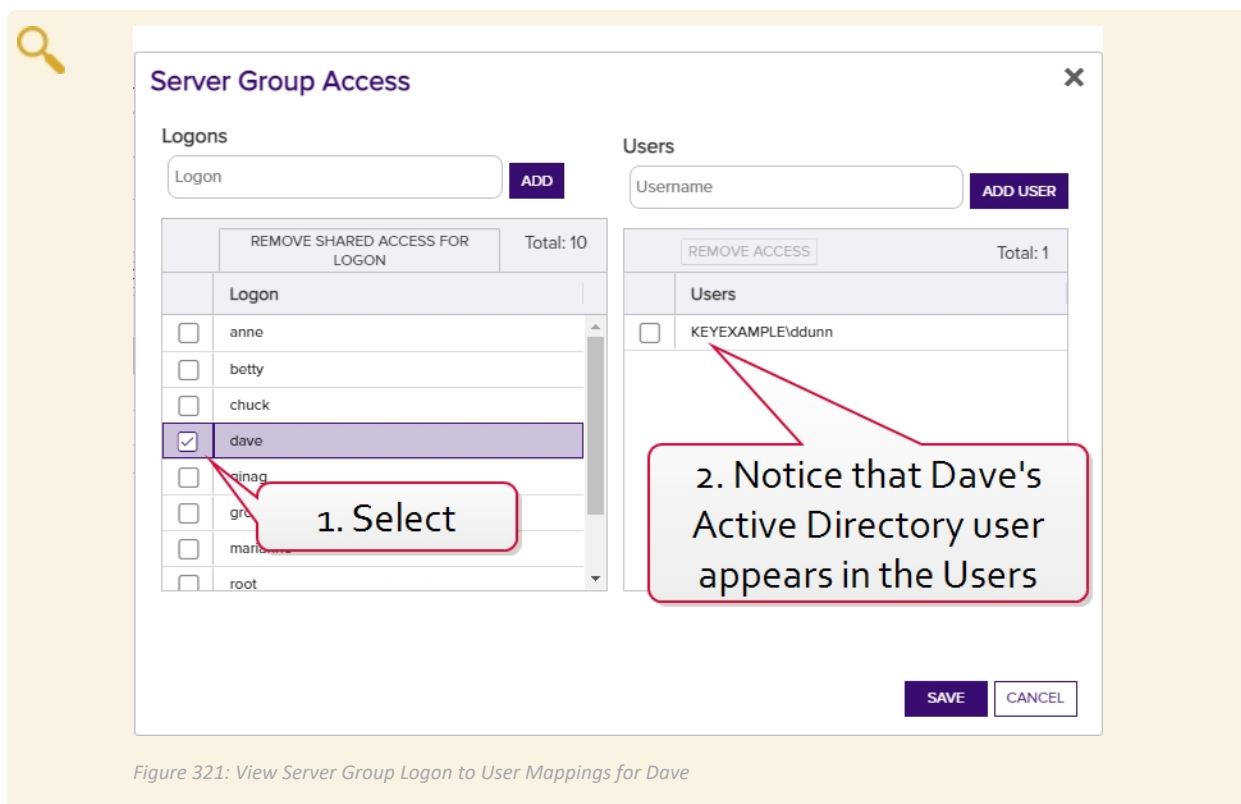 Server Group Access
Logons
Logon
ADD
REMOVE SHARED ACCESS FOR
LOGON
Total: 10
Logon
anne
betty
chuck
dave
ginag
root
1. Select
Users
Username
ADD USER
REMOVE ACCESS
Total: 1
Users
KEYEXAMPLE\ddunn
2. Notice that Dave's
Active Directory user
appears in the Users
SAVE
CANCEL
Figure 321: View Server Group Logon to User Mappings for Dave